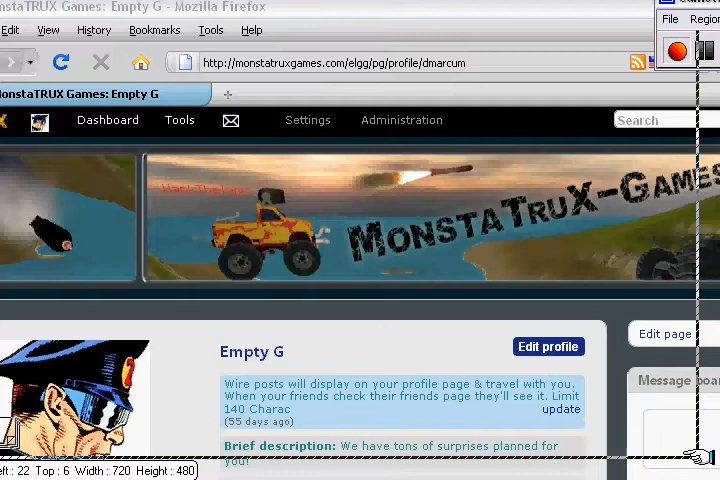 onstaTRUX Games: Empty G - Mozilla Firefox
File Region
Edit View History Bookmarks Tools Help
http://monstatruxgames.com/elgg/pg/profile/dmarcum
onstaTRUX Games: Empty G
Dashboard Tools Settings Administration Search
MonstaTruX-Games
Empty G
Edit profile
Edit page
Wire posts will display on your profile page & travel with you.
When your friends check their friends page they'll see it. Limit
140 Charac update
(55 days ago)
Message boar
Brief description: We have tons of surprises planned for
you!
eft : 22 Top : 6 Width : 720 Height : 480